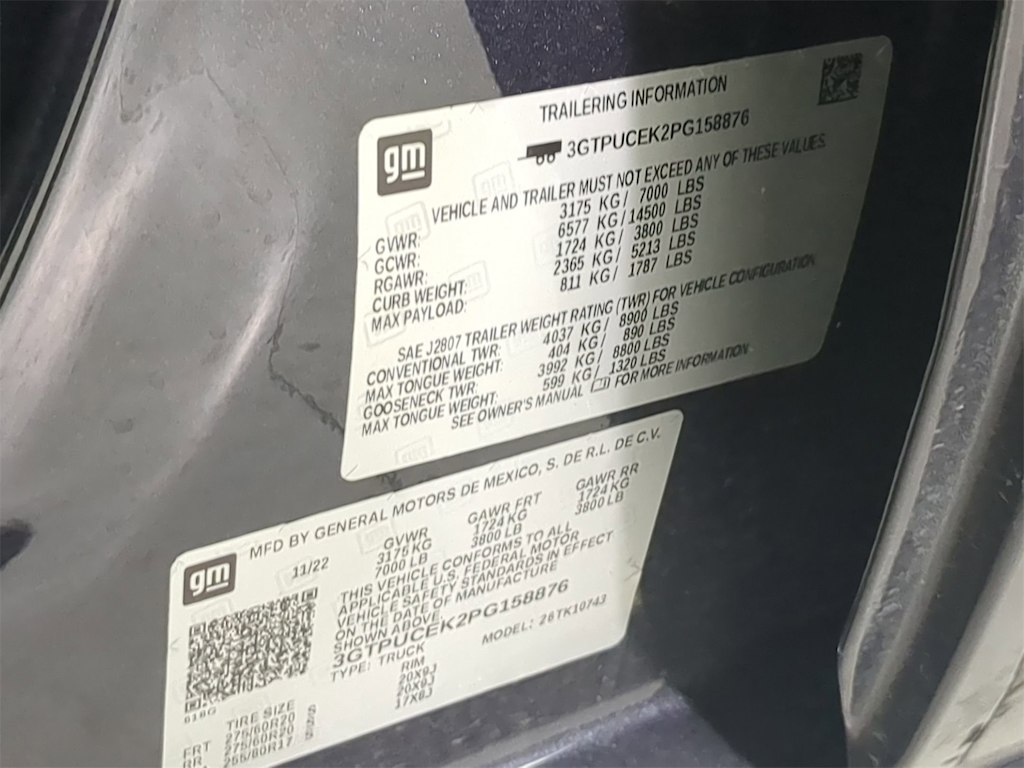 gm
TRAILERING INFORMATION
3GTPUCEK2PG158876
VEHICLE AND TRAILER MUST NOT EXCEED ANY OF THESE VALUES.
GVWR: 3175 KG/ 7000 LBS
GCWR: 6577 KG/14500 LBS
RGAWR: 1724 KG/ 3800 LBS
CURB WEIGHT: 2365 KG/ 5213 LBS
MAX PAYLOAD: 811 KG/ 1787 LBS
SAE J2807 TRAILER WEIGHT RATING (TWR) FOR VEHICLE CONFIGURATION
CONVENTIONAL TWR: 4037 KG/ 8900 LBS
MAX TONGUE WEIGHT: 404 KG/ 890 LBS
GOOSENECK TWR: 3992 KG/ 8800 LBS
MAX TONGUE WEIGHT: 599 KG/ 1320 LBS
SEE OWNER'S MANUAL FOR MORE INFORMATION
gm
MFD BY GENERAL MOTORS DE MEXICO, S. DE R.L. DE C.V.
11/22 GVWR GAWR FRT GAWR RR
3175 KG 1724 KG 1724 KG
7000 LB 3800 LB 3800 LB
THIS VEHICLE CONFORMS TO ALL
APPLICABLE U.S. FEDERAL MOTOR
VEHICLE SAFETY STANDARDS IN EFFECT
ON THE DATE OF MANUFACTURE
SHOWN ABOVE.
3GTPUCEK2PG158876
TYPE: TRUCK MODEL: 26TK10743
TIRE SIZE RIM
FRT 275/60R20 20X9J
RR 275/60R20 20X9J
255/80R17 17X8J